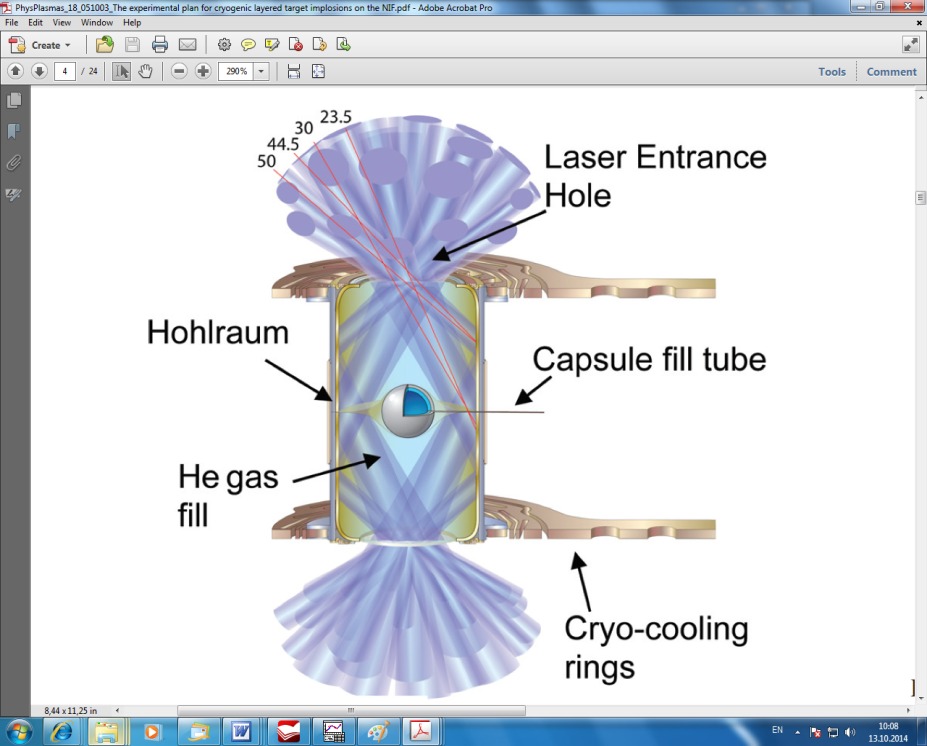 PhysPlasmas_18_051003_The experimental plan for cryogenic layered target implosions on the NIF.pdf - Adobe Acrobat Pro
File Edit View Window Help
Create
4 / 24 290% Tools Comment
23.5
30
44.5
50
Laser Entrance
Hole
Hohlraum
Capsule fill tube
He gas
fill
Cryo-cooling
rings
8,44 x 11,25 in
EN
10:08
13.10.2014